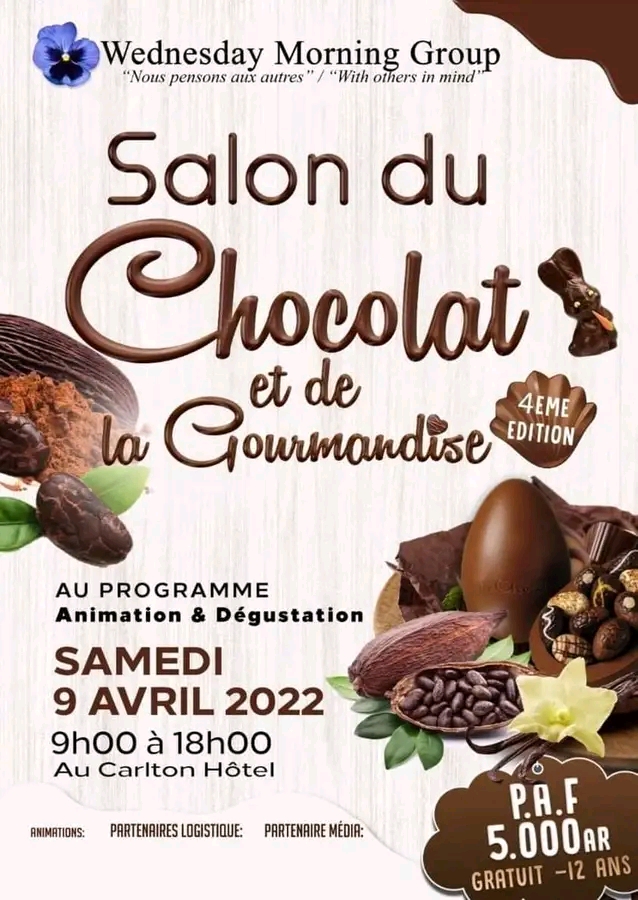 Wednesday Morning Group
"Nous pensons aux autres" / "With others in mind"
Salon du
Chocolat
et de
la Gourmandise
4EME
EDITION
AU PROGRAMME
Animation & Dégustation
SAMEDI
9 AVRIL 2022
9h00 à 18h00
Au Carlton Hôtel
ANIMATIONS: PARTENAIRES LOGISTIQUE: PARTENAIRE MÉDIA:
P.A.F
5.000AR
GRATUIT -12 ANS